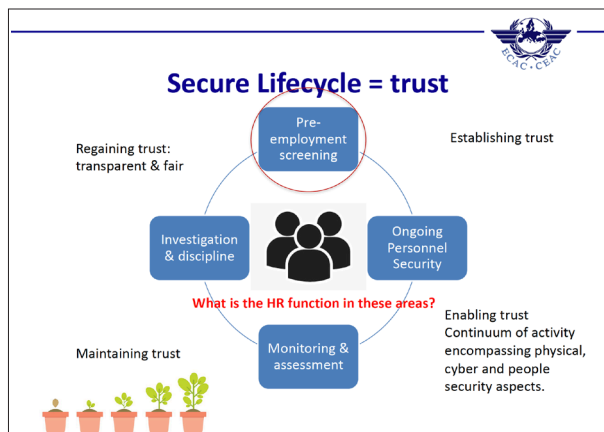 ECAC • CEAC
Secure Lifecycle = trust
Pre-
employment
screening
Regaining trust:
transparent & fair
Establishing trust
Investigation
& discipline
Ongoing
Personnel
Security
What is the HR function in these areas?
Enabling trust
Continuum of activity
encompassing physical,
cyber and people
security aspects.
Monitoring &
assessment
Maintaining trust